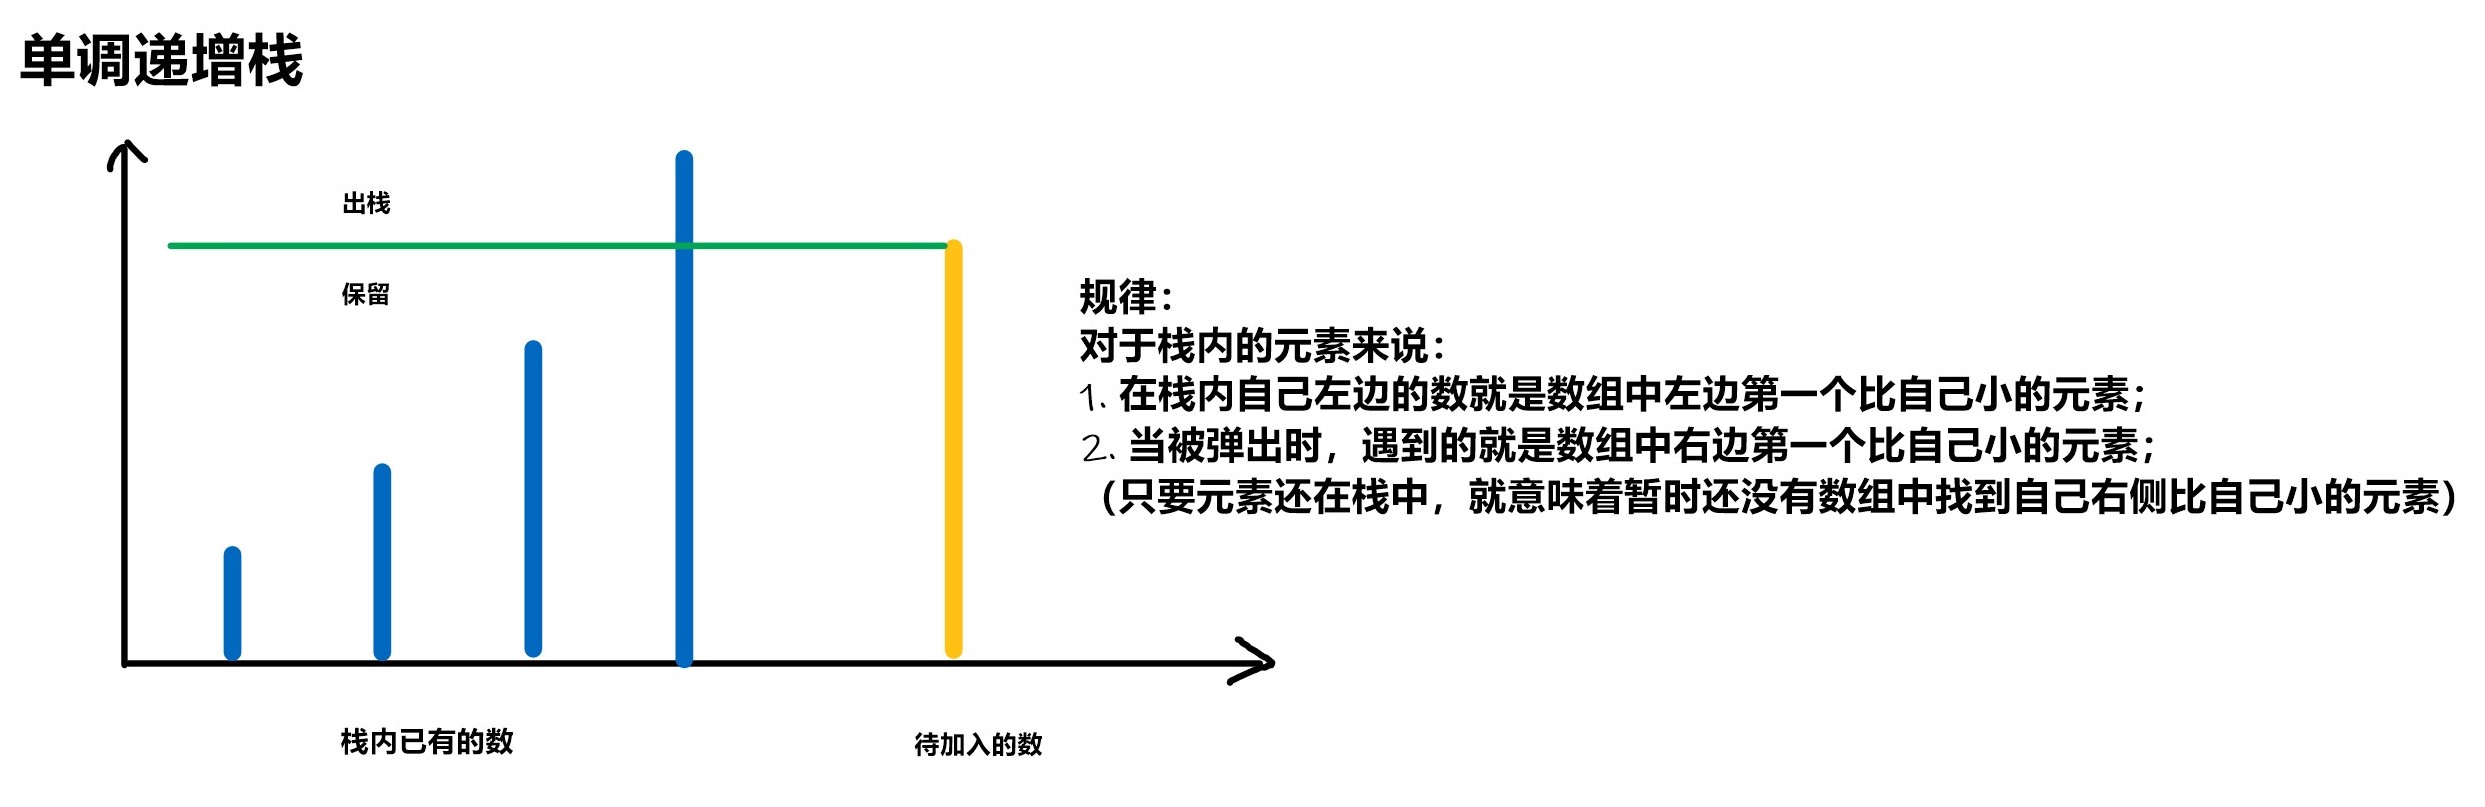 单调递增栈
出栈
保留
规律：
对于栈内的元素来说：
1. 在栈内自己左边的数就是数组中左边第一个比自己小的元素；
2. 当被弹出时，遇到的就是数组中右边第一个比自己小的元素；
（只要元素还在栈中，就意味着暂时还没有数组中找到自己右侧比自己小的元素）
栈内已有的数
待加入的数